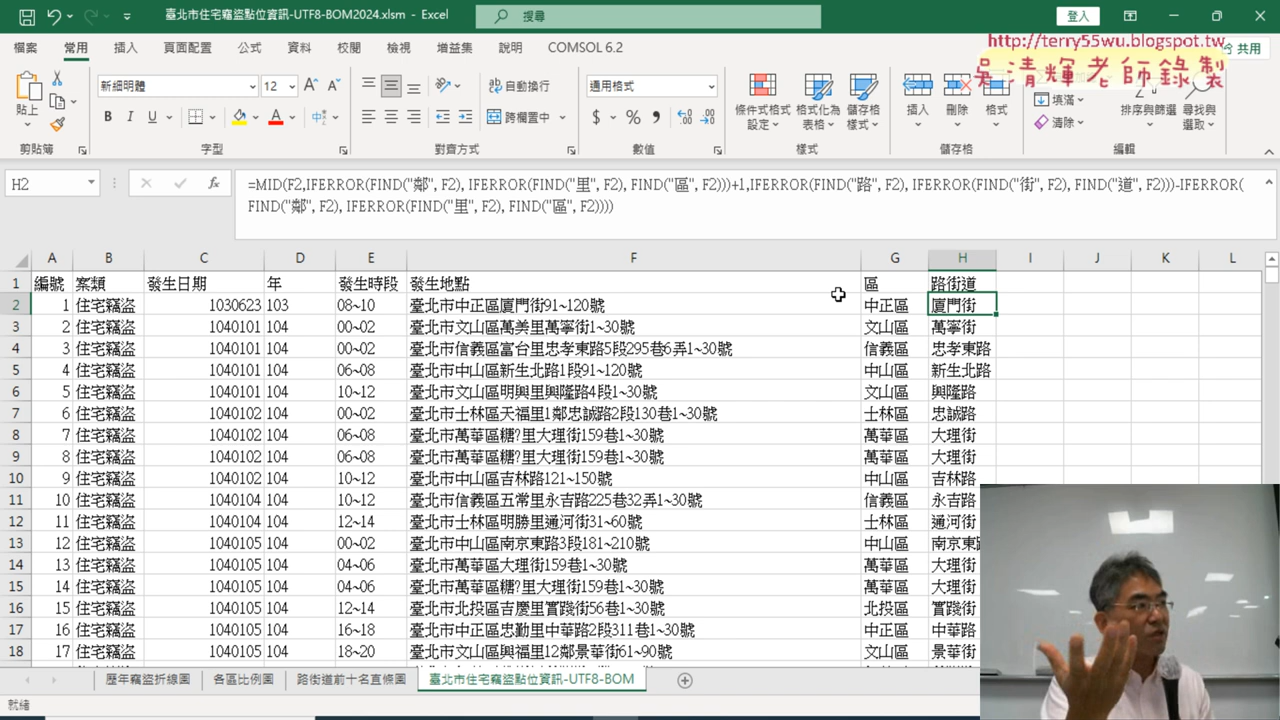 臺北市住宅竊盜點位資訊-UTF8-BOM2024.xlsm - Excel
搜尋
登入
檔案 常用 插入 頁面配置 公式 資料 校閱 檢視 增益集 說明 COMSOL 6.2
共用
http://terry55wu.blogspot.tw
吳清輝老師錄製
貼上
新細明體 12
B I U
自動換行
跨欄置中
通用格式
條件式格式設定
格式化為表格
儲存格樣式
插入 刪除 格式
填滿
清除
排序與篩選
尋找與選取
剪貼簿 字型 對齊方式 數值 樣式 儲存格 編輯
H2
=MID(F2,IFERROR(FIND("鄰", F2), IFERROR(FIND("里", F2), FIND("區", F2)))+1,IFERROR(FIND("路", F2), IFERROR(FIND("街", F2), FIND("道", F2)))-IFERROR(
FIND("鄰", F2), IFERROR(FIND("里", F2), FIND("區", F2))))
A B C D E F G H I J K L
1 編號 案類 發生日期 年 發生時段 發生地點 區 路街道
2 1 住宅竊盜 1030623 103 08~10 臺北市中正區廈門街91~120號 中正區 廈門街
3 2 住宅竊盜 1040101 104 00~02 臺北市文山區萬美里萬寧街1~30號 文山區 萬寧街
4 3 住宅竊盜 1040101 104 00~02 臺北市信義區富台里忠孝東路5段295巷6弄1~30號 信義區 忠孝東路
5 4 住宅竊盜 1040101 104 06~08 臺北市中山區新生北路1段91~120號 中山區 新生北路
6 5 住宅竊盜 1040101 104 10~12 臺北市文山區明興里興隆路4段1~30號 文山區 興隆路
7 6 住宅竊盜 1040102 104 00~02 臺北市士林區天福里1鄰忠誠路2段130巷1~30號 士林區 忠誠路
8 7 住宅竊盜 1040102 104 06~08 臺北市萬華區糖?里大理街159巷1~30號 萬華區 大理街
9 8 住宅竊盜 1040102 104 06~08 臺北市萬華區糖?里大理街159巷1~30號 萬華區 大理街
10 9 住宅竊盜 1040102 104 10~12 臺北市中山區吉林路121~150號 中山區 吉林路
11 10 住宅竊盜 1040104 104 10~12 臺北市信義區五常里永吉路225巷32弄1~30號 信義區 永吉路
12 11 住宅竊盜 1040104 104 12~14 臺北市士林區明勝里通河街31~60號 士林區 通河街
13 12 住宅竊盜 1040105 104 00~02 臺北市中山區南京東路3段181~210號 中山區 南京東路
14 13 住宅竊盜 1040105 104 04~06 臺北市萬華區大理街159巷1~30號 萬華區 大理街
15 14 住宅竊盜 1040105 104 04~06 臺北市萬華區糖?里大理街159巷1~30號 萬華區 大理街
16 15 住宅竊盜 1040105 104 12~14 臺北市北投區吉慶里實踐街56巷1~30號 北投區 實踐街
17 16 住宅竊盜 1040105 104 16~18 臺北市中正區忠勤里中華路2段311巷1~30號 中正區 中華路
18 17 住宅竊盜 1040105 104 18~20 臺北市文山區興福里12鄰景華街61~90號 文山區 景華街
歷年竊盜折線圖 各區比例圖 路街道前十名直條圖 臺北市住宅竊盜點位資訊-UTF8-BOM
就緒